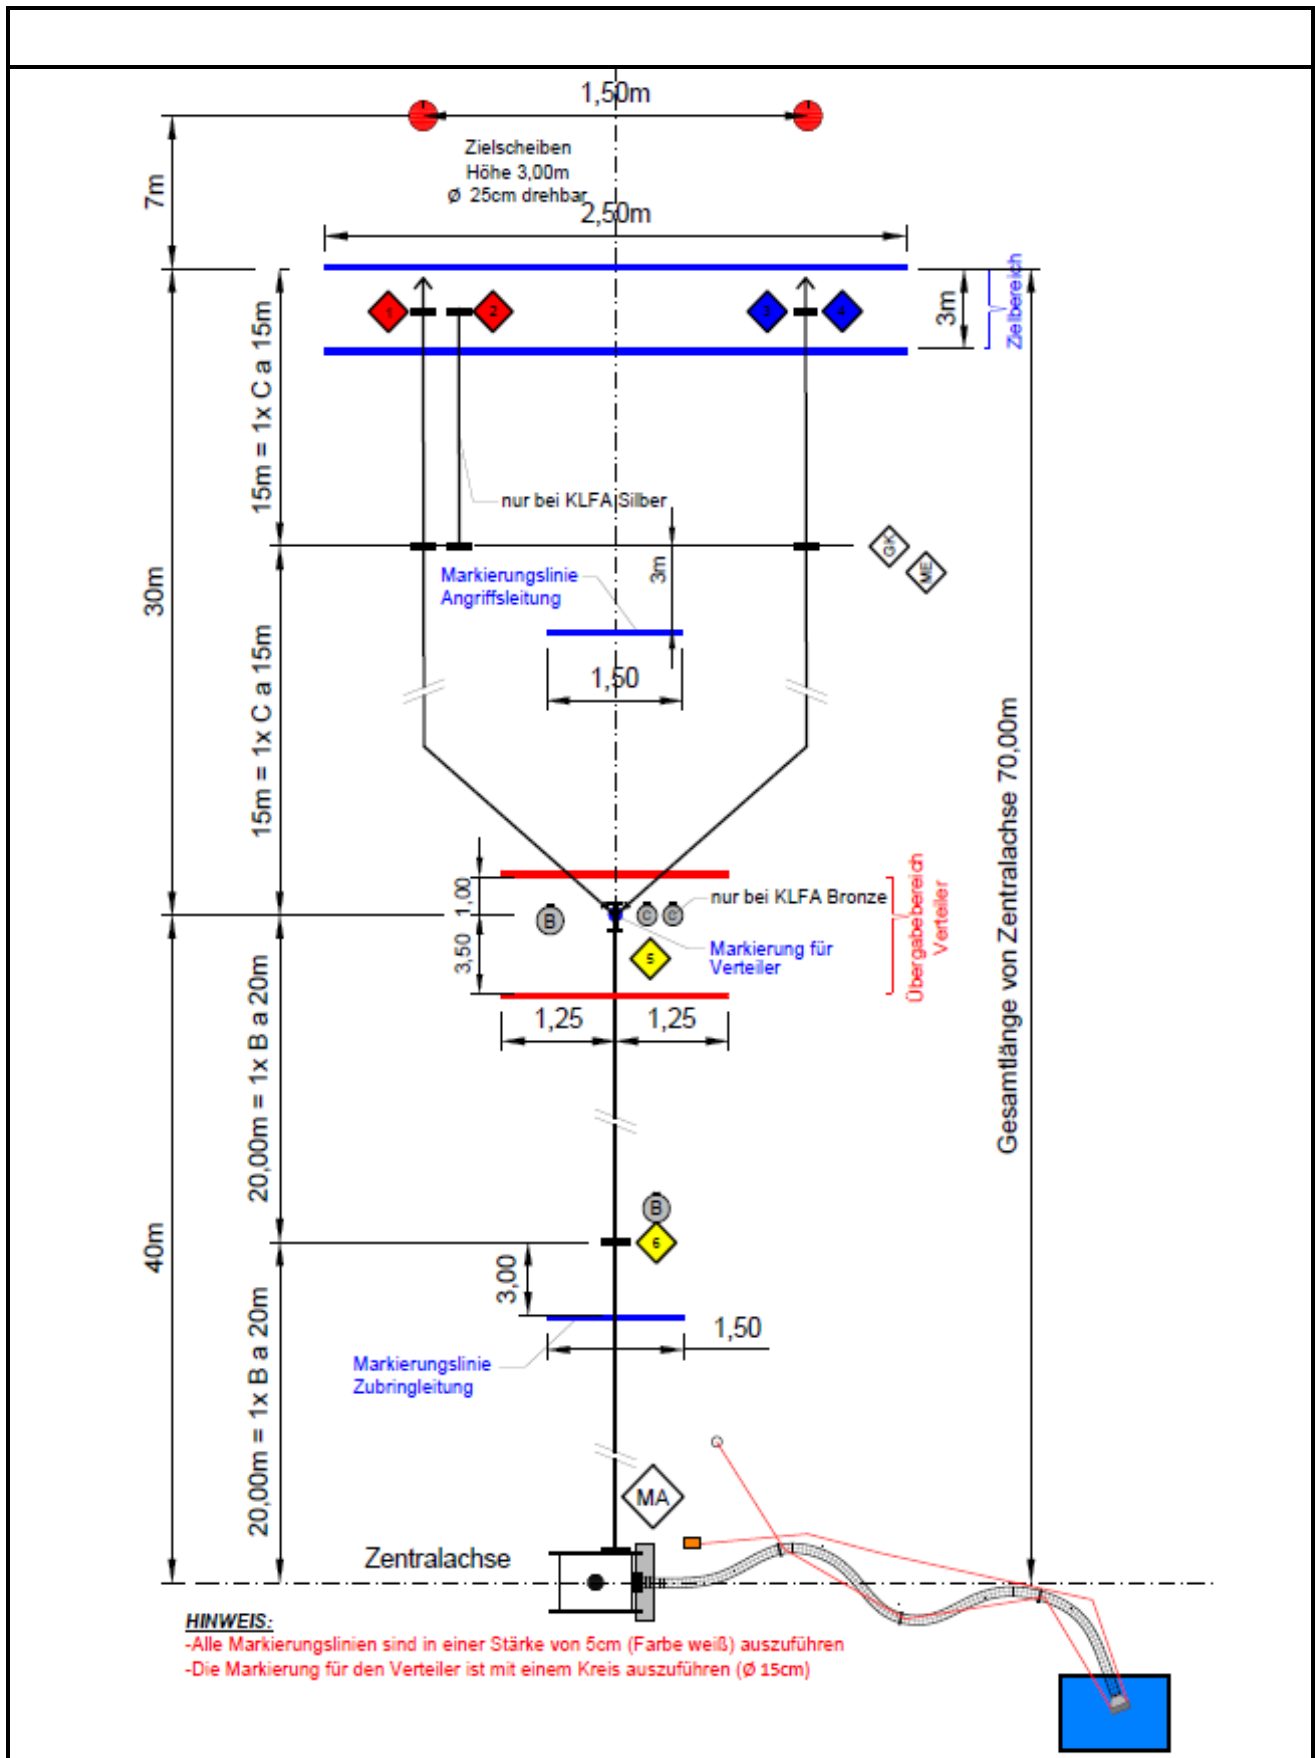 1,50m
Zielscheiben
Höhe 3,00m
Ø 25cm drehbar
2,50m
7m
1
2
3
4
3m
Zielbereich
15m = 1x C a 15m
nur bei KLFA Silber
GK
ME
3m
Markierungslinie
Angriffsleitung
1,50
30m
15m = 1x C a 15m
Gesamtlänge von Zentralachse 70,00m
1,00
nur bei KLFA Bronze
B
C
C
Markierung für
Verteiler
5
3,50
Übergabebereich
Verteiler
1,25
1,25
20,00m = 1x B a 20m
B
6
40m
3,00
1,50
Markierungslinie
Zubringleitung
20,00m = 1x B a 20m
MA
Zentralachse
HINWEIS:
-Alle Markierungslinien sind in einer Stärke von 5cm (Farbe weiß) auszuführen
-Die Markierung für den Verteiler ist mit einem Kreis auszuführen (Ø 15cm)